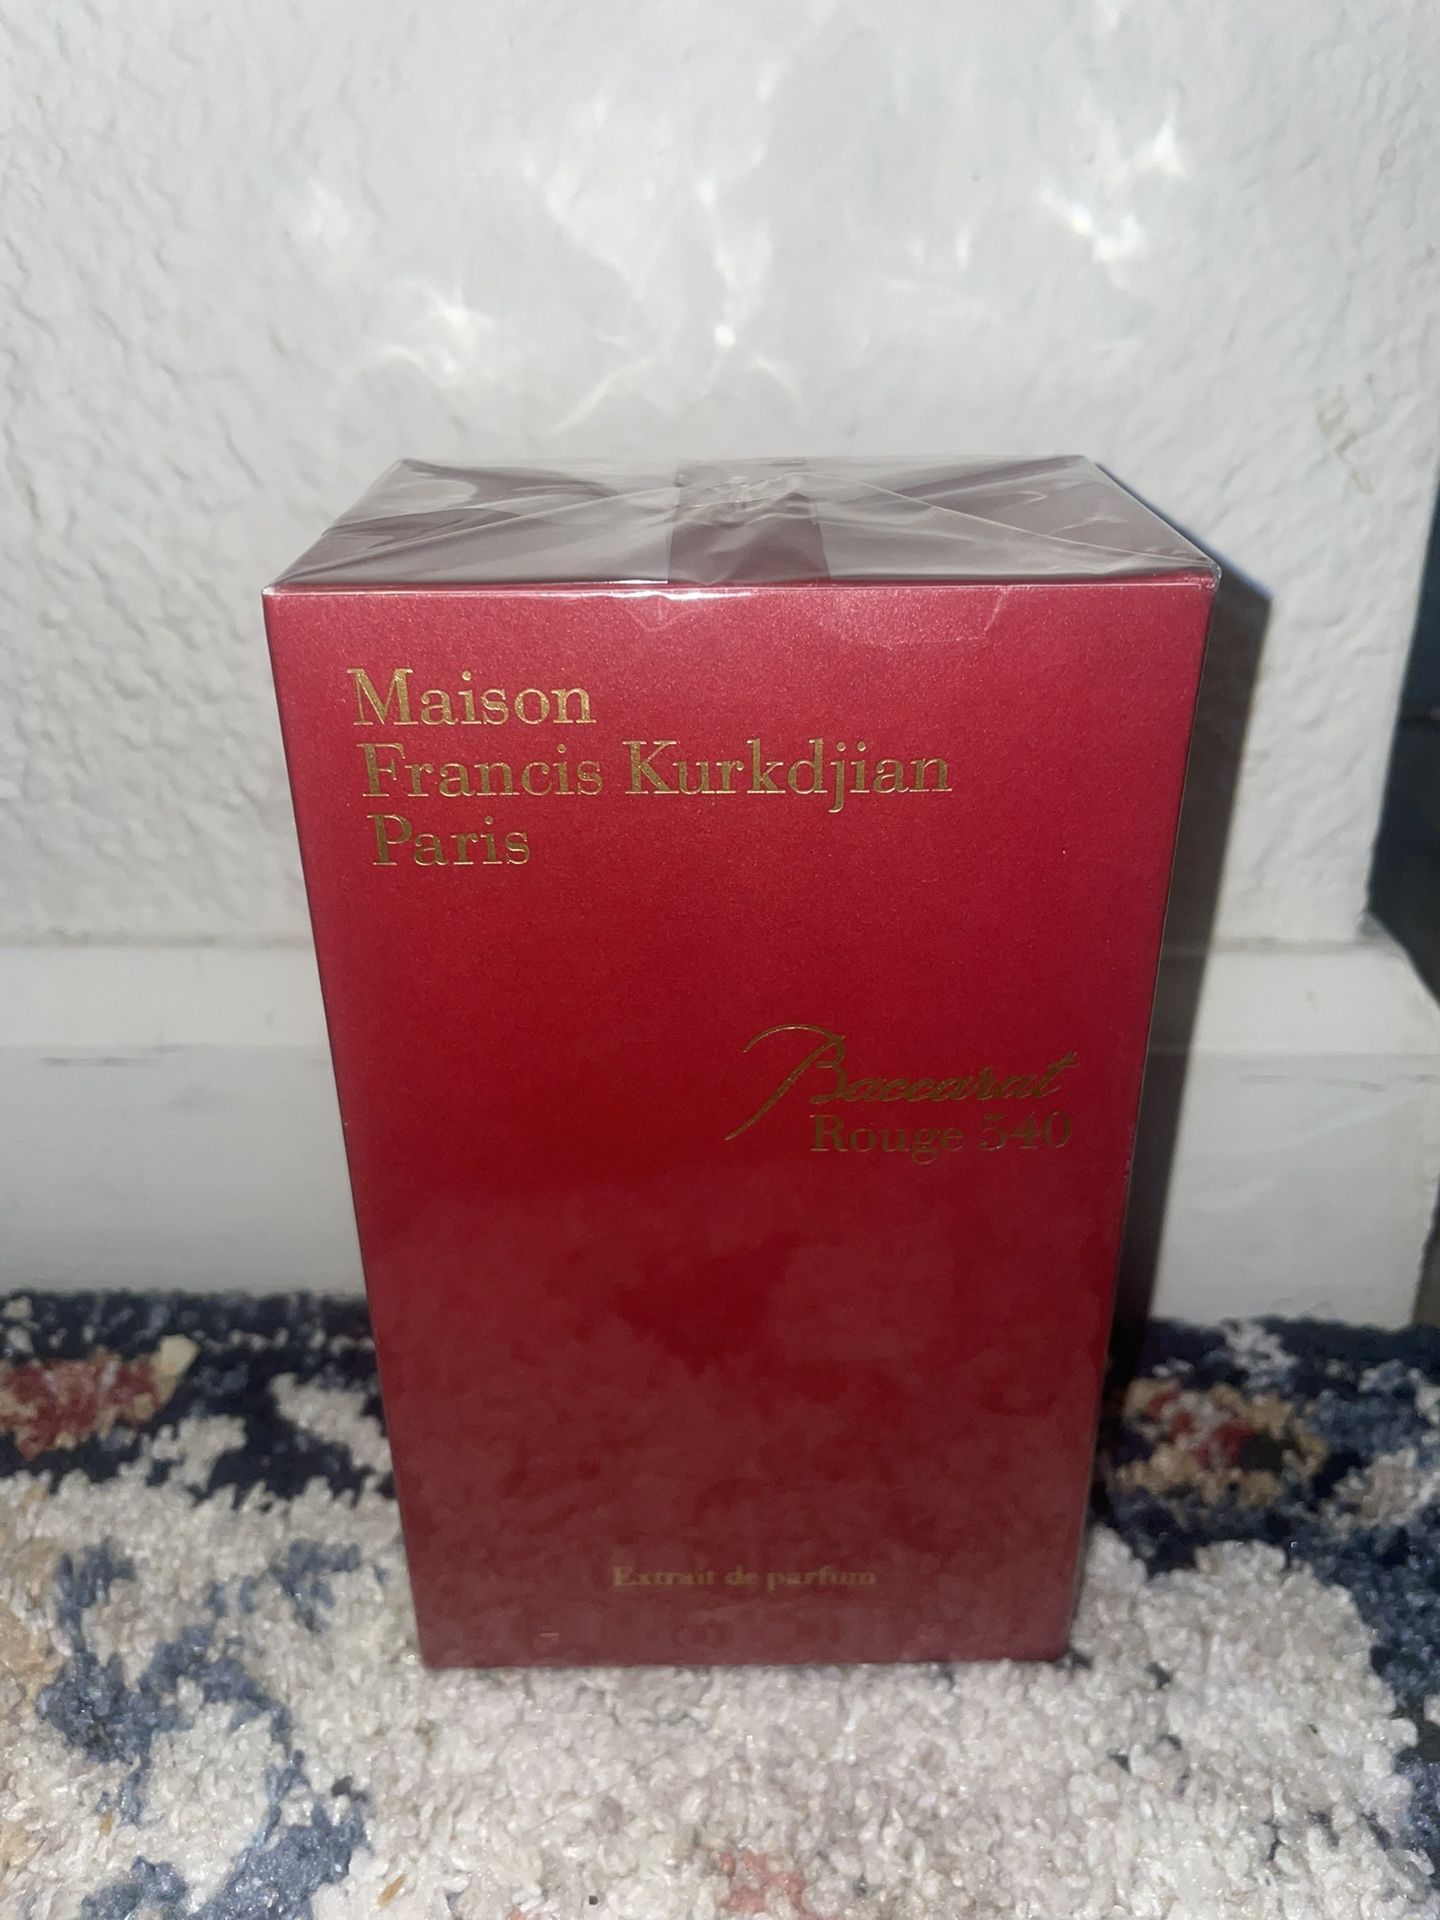 Maison
Francis Kurkdjian
Paris
Baccarat
Rouge 540
Extrait de parfum